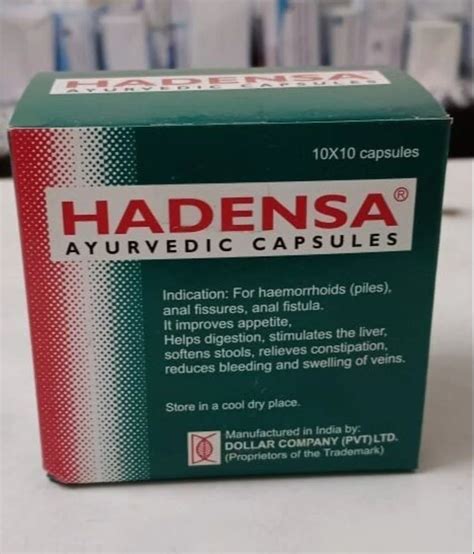 HADENSA
AYURVEDIC CAPSULES
10X10 capsules
HADENSA®
AYURVEDIC CAPSULES
Indication: For haemorrhoids (piles),
anal fissures, anal fistula.
It improves appetite,
Helps digestion, stimulates the liver,
softens stools, relieves constipation,
reduces bleeding and swelling of veins.
Store in a cool dry place.
Manufactured in India by:
DOLLAR COMPANY (PVT) LTD.
(Proprietors of the Trademark)